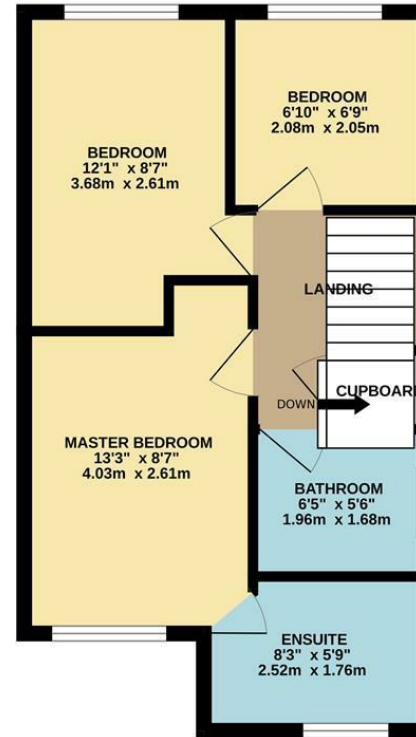 BEDROOM
12'1" x 8'7"
3.68m x 2.61m
BEDROOM
6'10" x 6'9"
2.08m x 2.05m
LANDING
CUPBOARD
DOWN
MASTER BEDROOM
13'3" x 8'7"
4.03m x 2.61m
BATHROOM
6'5" x 5'6"
1.96m x 1.68m
ENSUITE
8'3" x 5'9"
2.52m x 1.76m